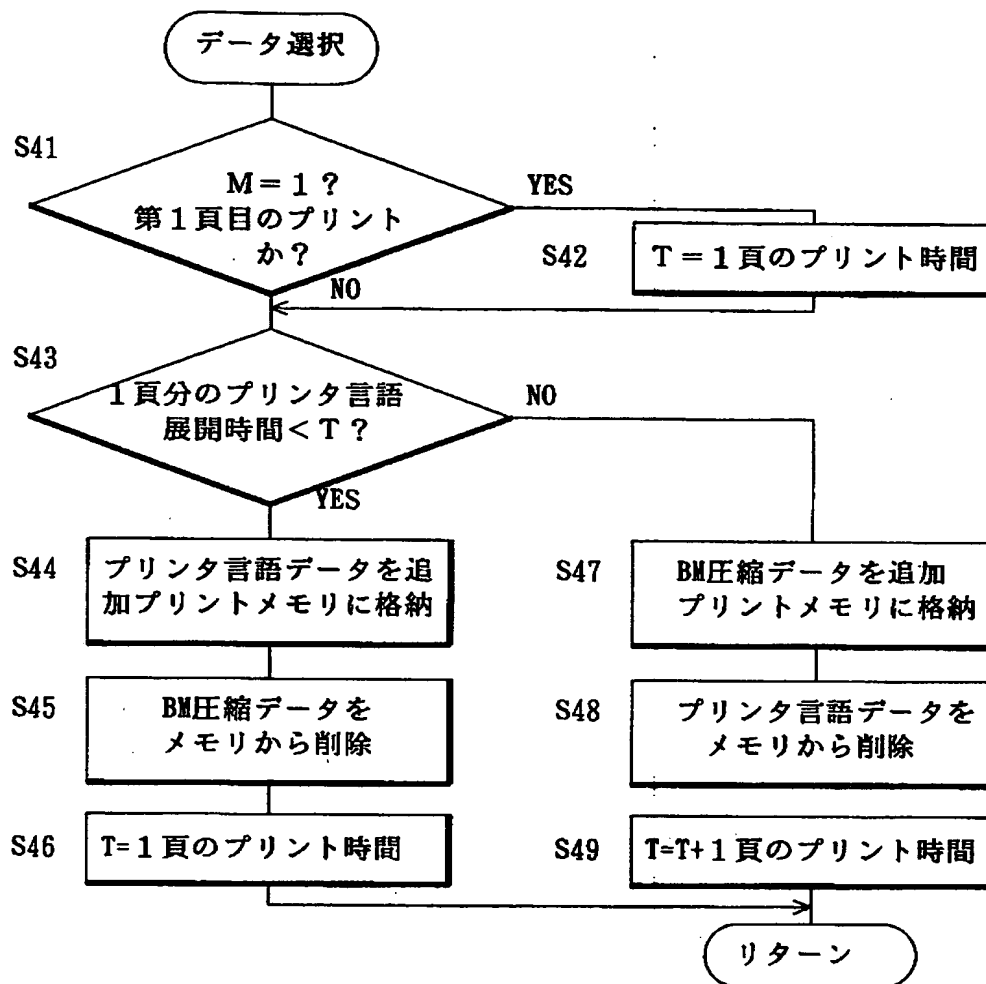 データ選択
S41
M=1?
第1頁目のプリント
か?
YES
S42
T=1頁のプリント時間
NO
S43
1頁分のプリンタ言語
展開時間<T?
NO
YES
S44
プリンタ言語データを追
加プリントメモリに格納
S47
BM圧縮データを追加
プリントメモリに格納
S45
BM圧縮データを
メモリから削除
S48
プリンタ言語データを
メモリから削除
S46
T=1頁のプリント時間
S49
T=T+1頁のプリント時間
リターン